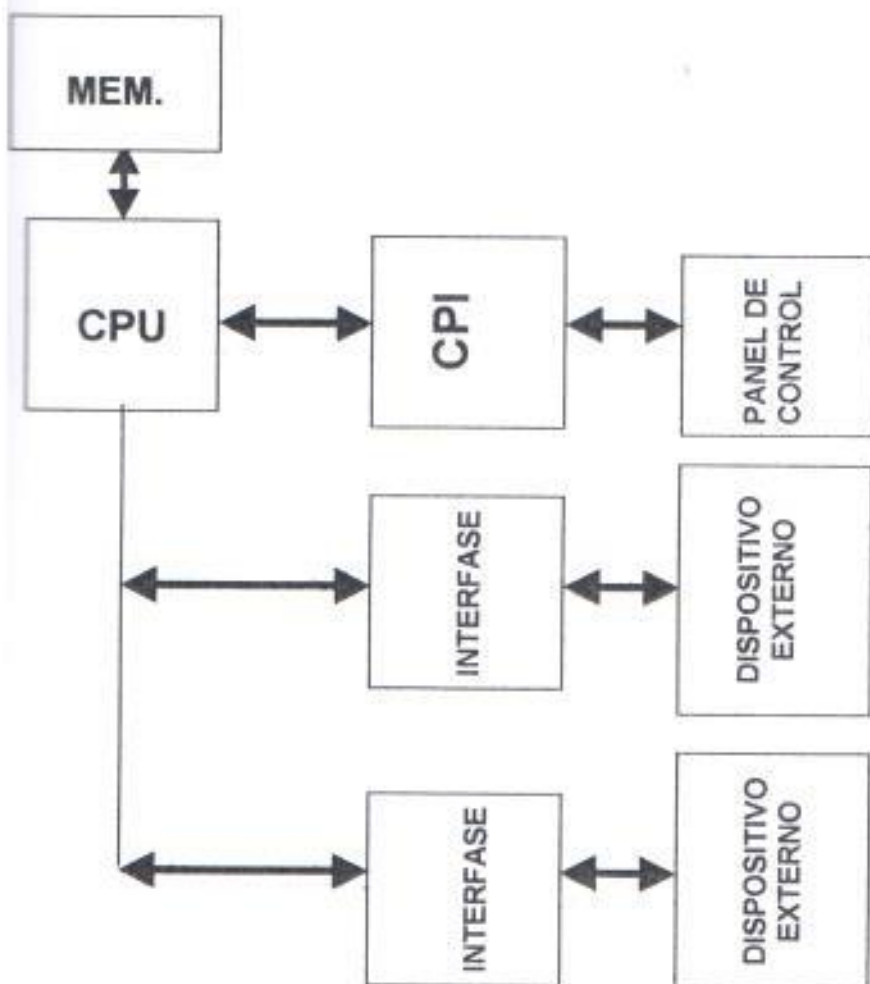 MEM.
CPU
CPI
PANEL DE
CONTROL
INTERFASE
DISPOSITIVO
EXTERNO
INTERFASE
DISPOSITIVO
EXTERNO